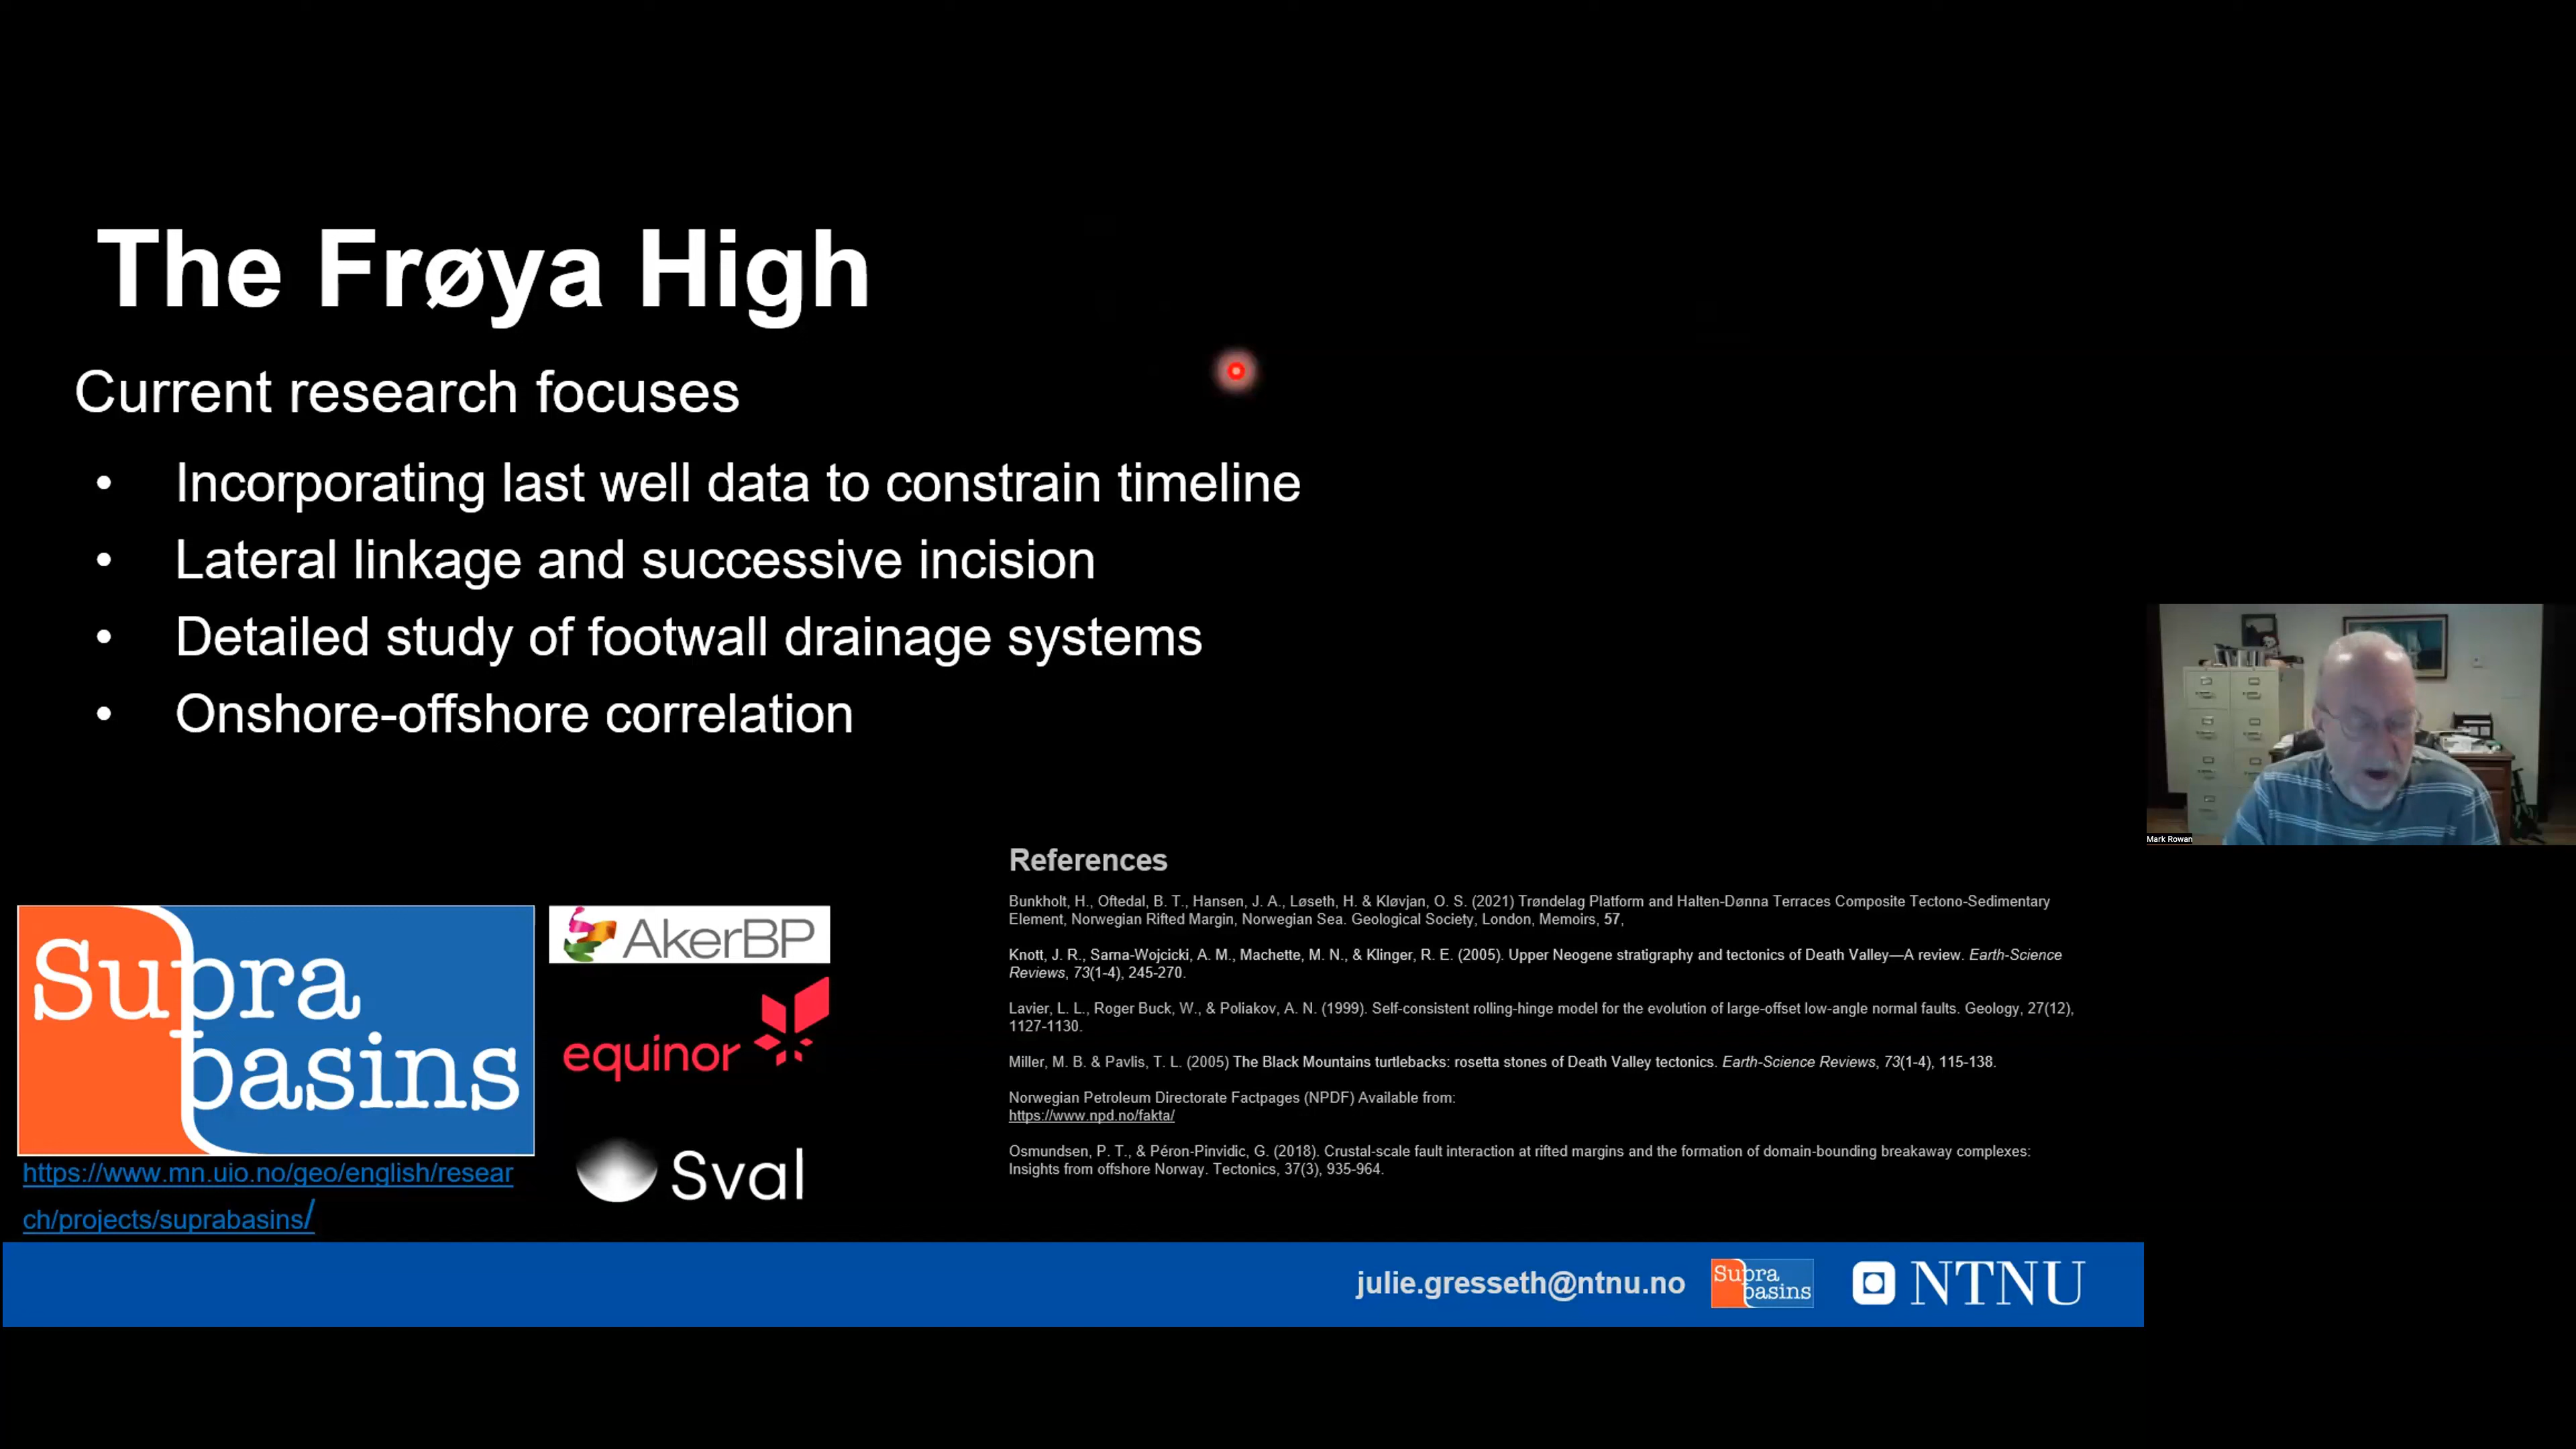 The Frøya High
Current research focuses
• Incorporating last well data to constrain timeline
• Lateral linkage and successive incision
• Detailed study of footwall drainage systems
• Onshore-offshore correlation
Mark Rowan
Supra
basins
https://www.mn.uio.no/geo/english/resear
ch/projects/suprabasins/
AkerBP
equinor
Sval
References
Bunkholt, H., Oftedal, B. T., Hansen, J. A., Løseth, H. & Kløvjan, O. S. (2021) Trøndelag Platform and Halten-Dønna Terraces Composite Tectono-Sedimentary
Element, Norwegian Rifted Margin, Norwegian Sea. Geological Society, London, Memoirs, 57,
Knott, J. R., Sarna-Wojcicki, A. M., Machette, M. N., & Klinger, R. E. (2005). Upper Neogene stratigraphy and tectonics of Death Valley—A review. Earth-Science
Reviews, 73(1-4), 245-270.
Lavier, L. L., Roger Buck, W., & Poliakov, A. N. (1999). Self-consistent rolling-hinge model for the evolution of large-offset low-angle normal faults. Geology, 27(12),
1127-1130.
Miller, M. B. & Pavlis, T. L. (2005) The Black Mountains turtlebacks: rosetta stones of Death Valley tectonics. Earth-Science Reviews, 73(1-4), 115-138.
Norwegian Petroleum Directorate Factpages (NPDF) Available from:
https://www.npd.no/fakta/
Osmundsen, P. T., & Péron-Pinvidic, G. (2018). Crustal-scale fault interaction at rifted margins and the formation of domain-bounding breakaway complexes:
Insights from offshore Norway. Tectonics, 37(3), 935-964.
julie.gresseth@ntnu.no
Supra
basins
NTNU